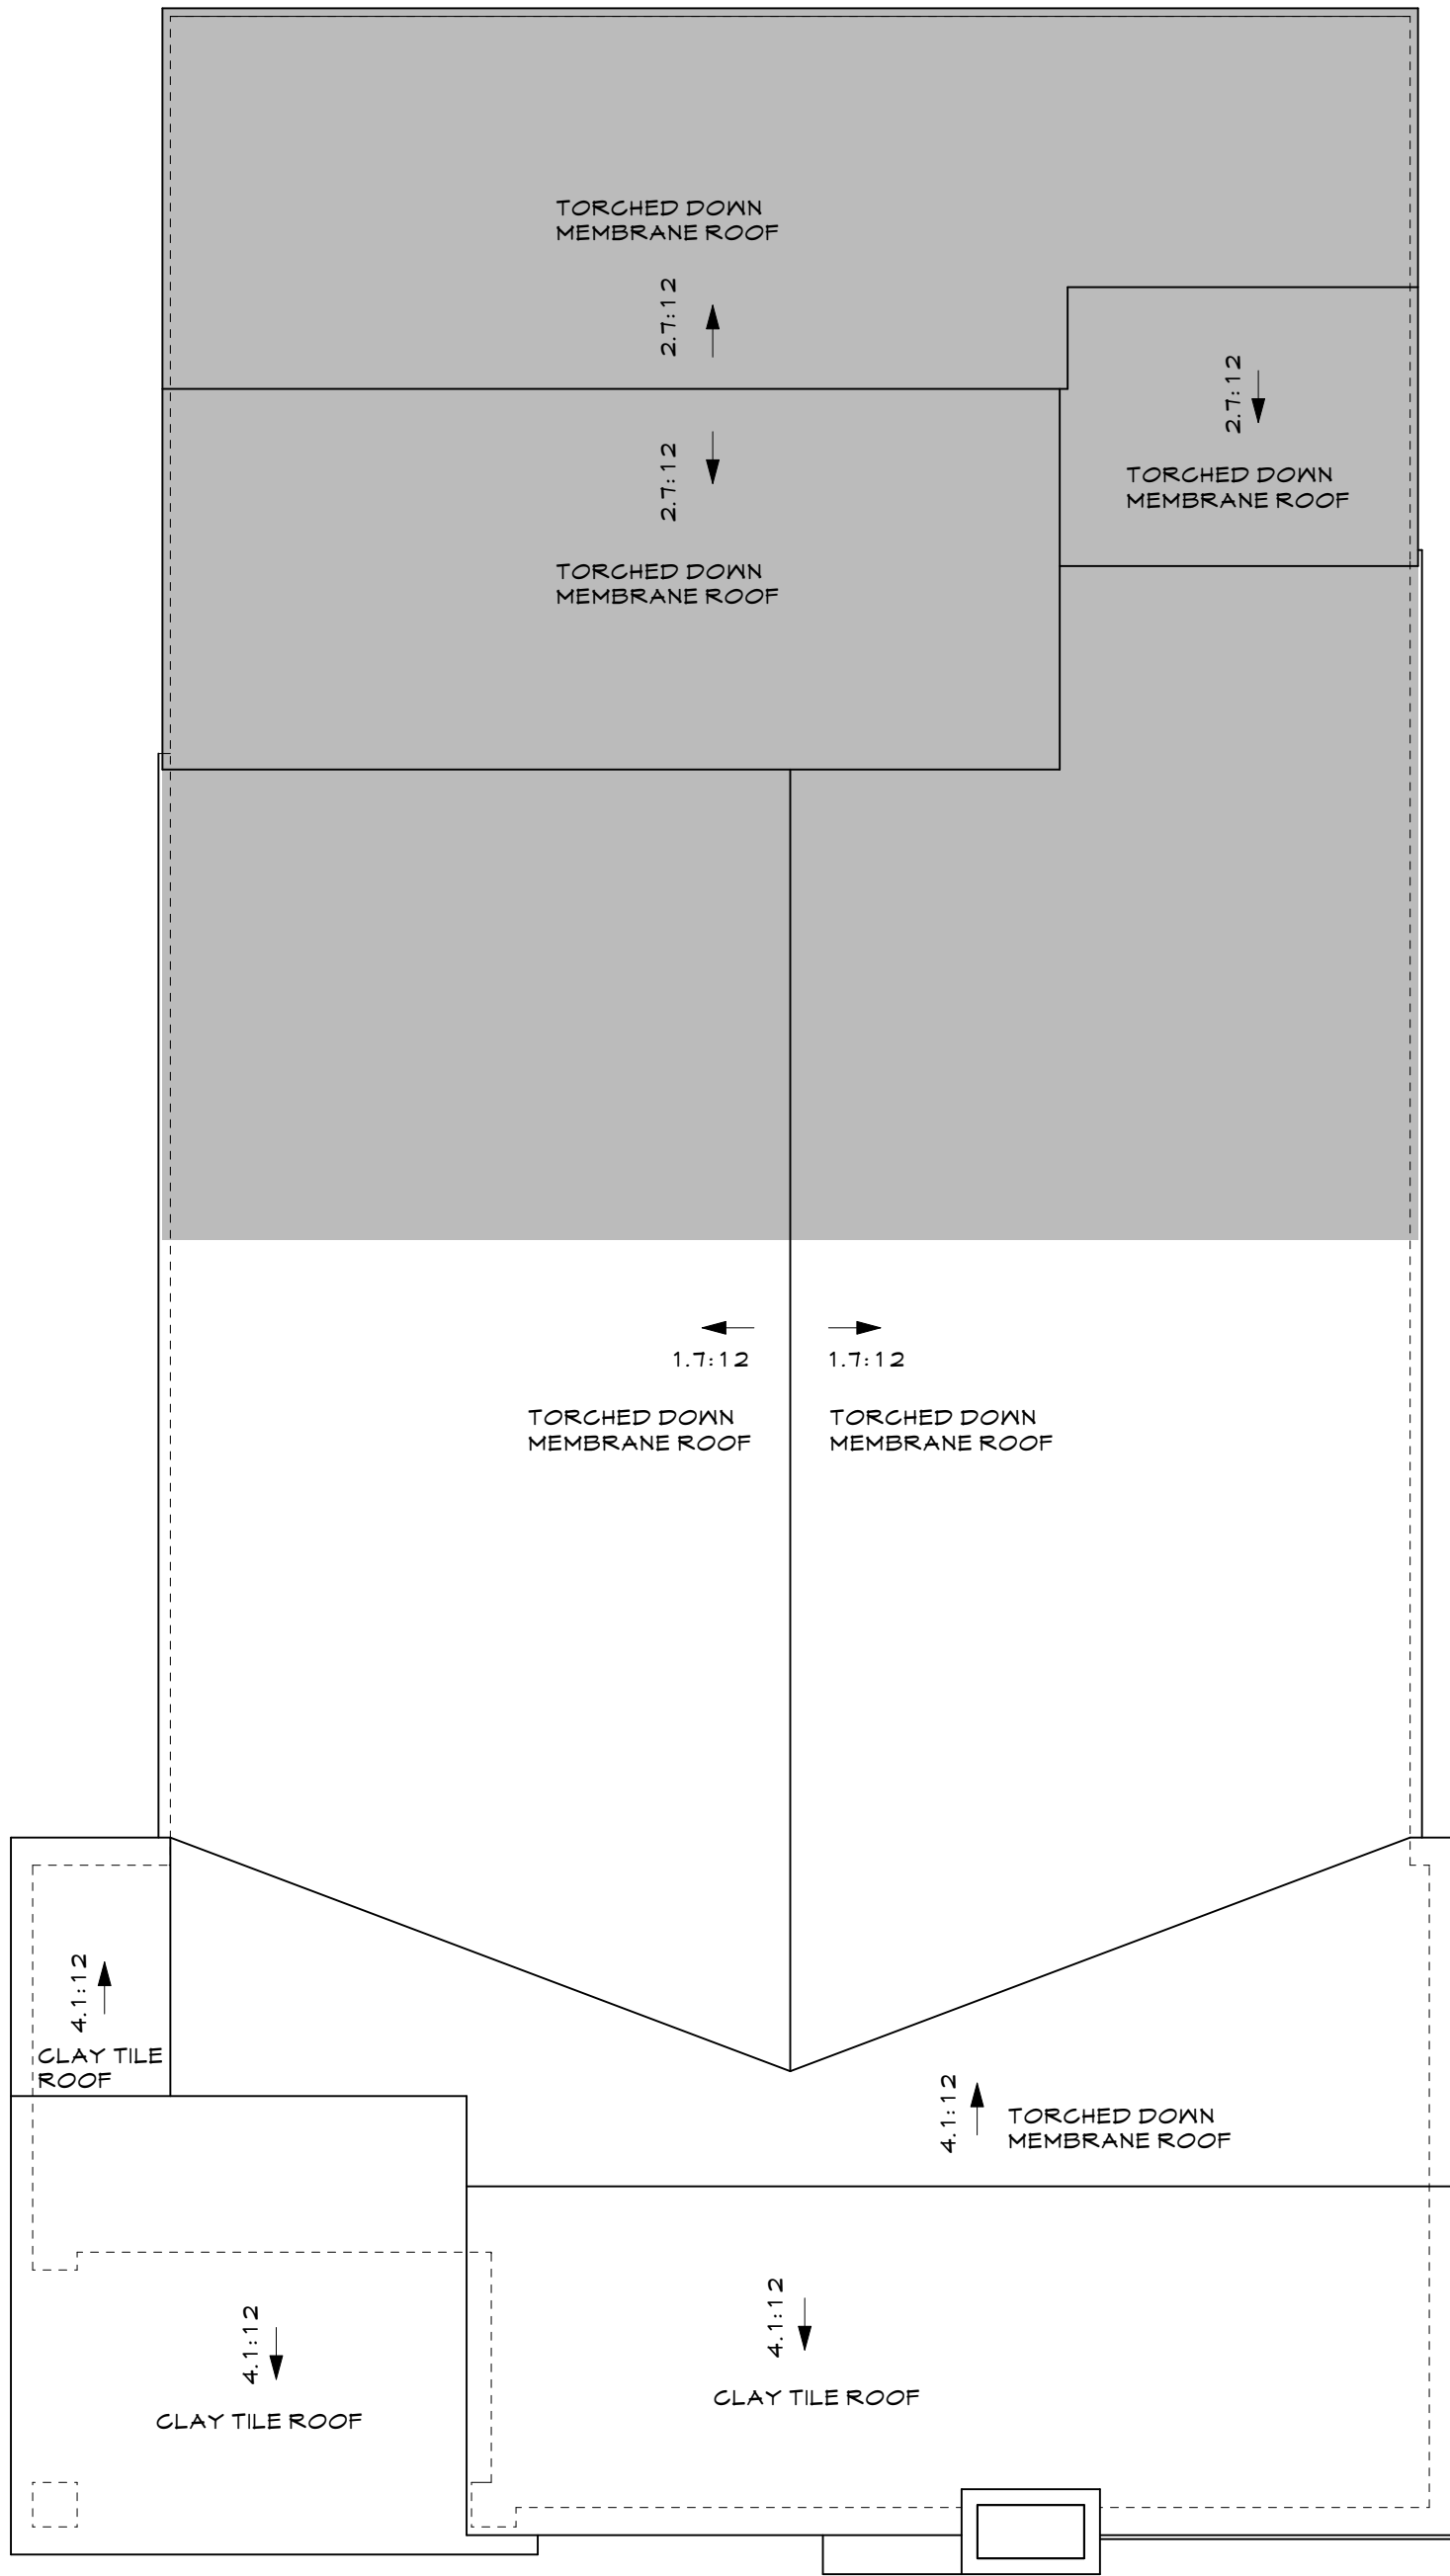 TORCHED DOWN
MEMBRANE ROOF
2.7:12
2.7:12
TORCHED DOWN
MEMBRANE ROOF
2.7:12
TORCHED DOWN
MEMBRANE ROOF
1.7:12
TORCHED DOWN
MEMBRANE ROOF
1.7:12
TORCHED DOWN
MEMBRANE ROOF
4.1:12
CLAY TILE
ROOF
4.1:12
TORCHED DOWN
MEMBRANE ROOF
4.1:12
CLAY TILE ROOF
4.1:12
CLAY TILE ROOF